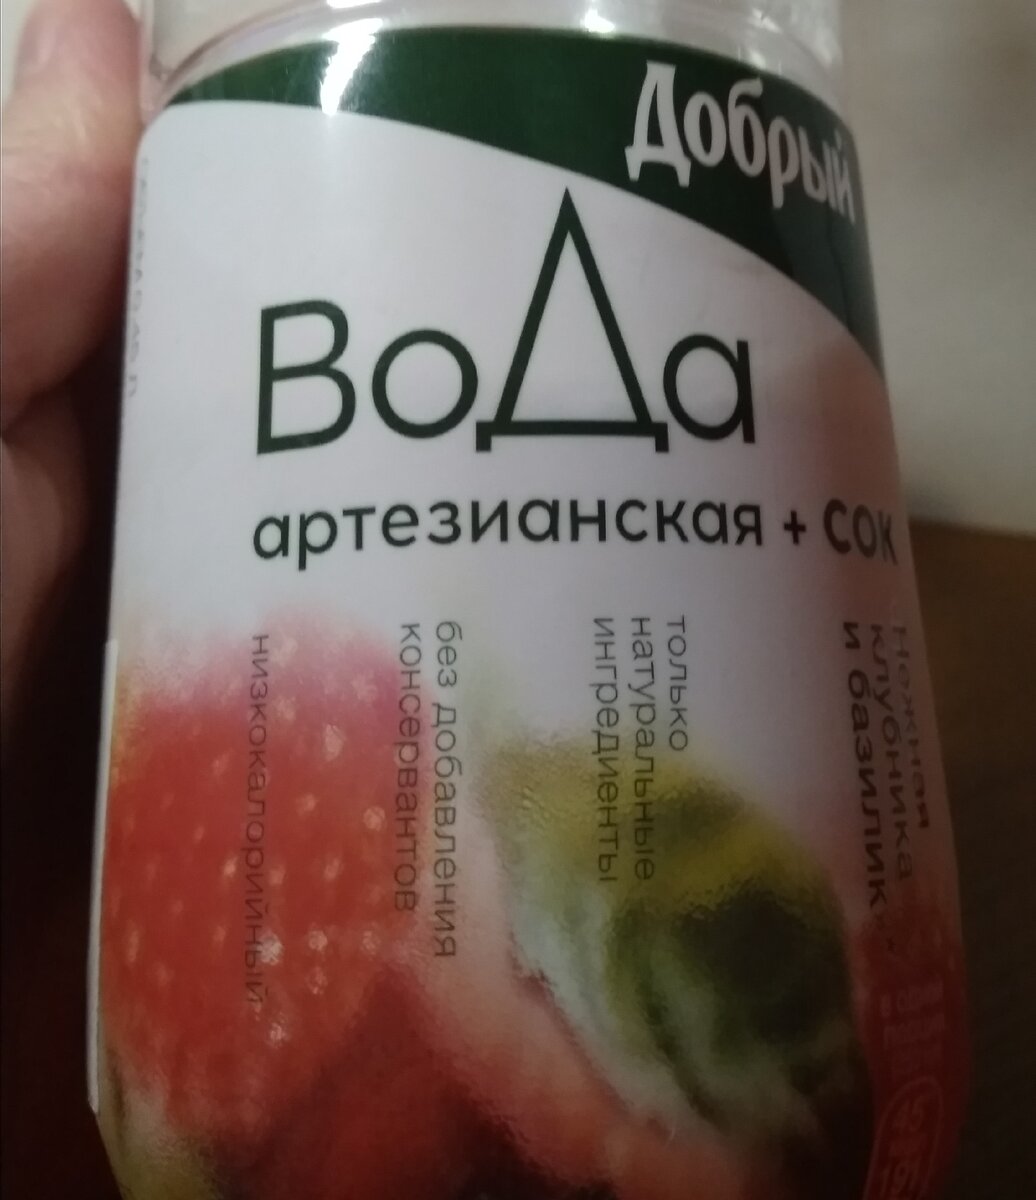 Добрый
ВоДа
артезианская + сок
нежная
клубника
и базилик
только
натуральные
ингредиенты
без добавления
консервантов
низкокалорийный